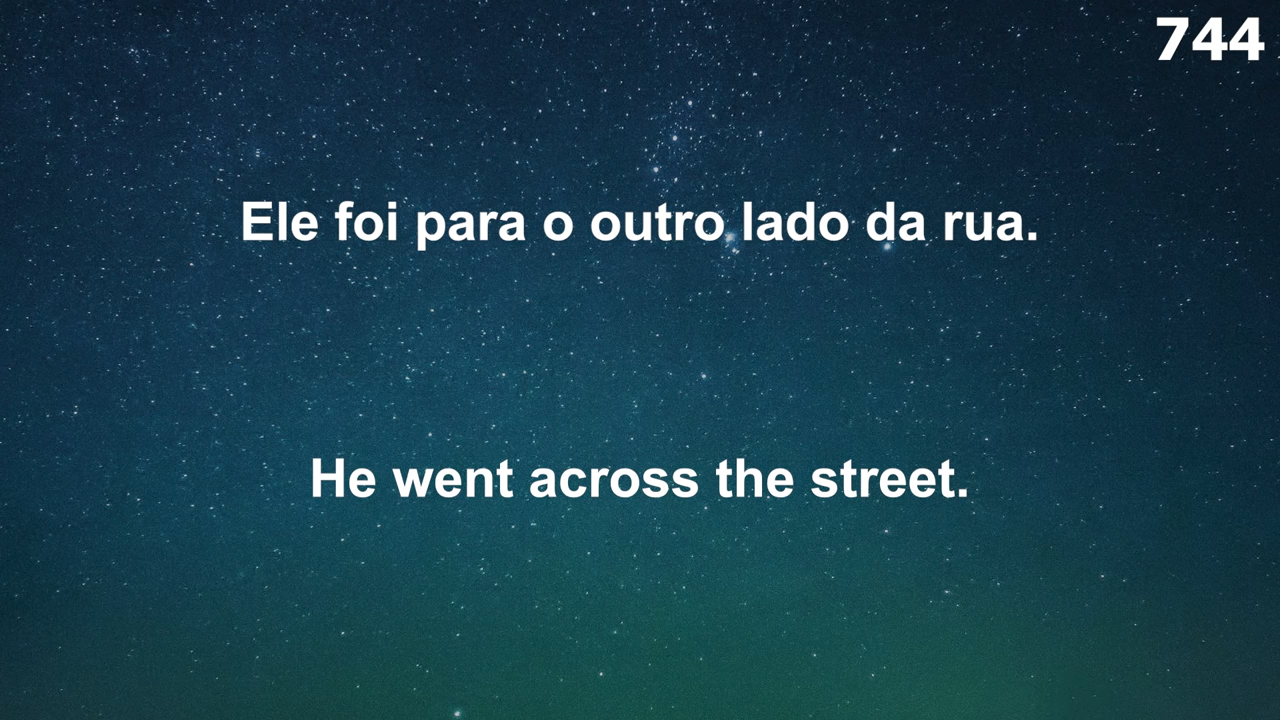 744
Ele foi para o outro lado da rua.
He went across the street.